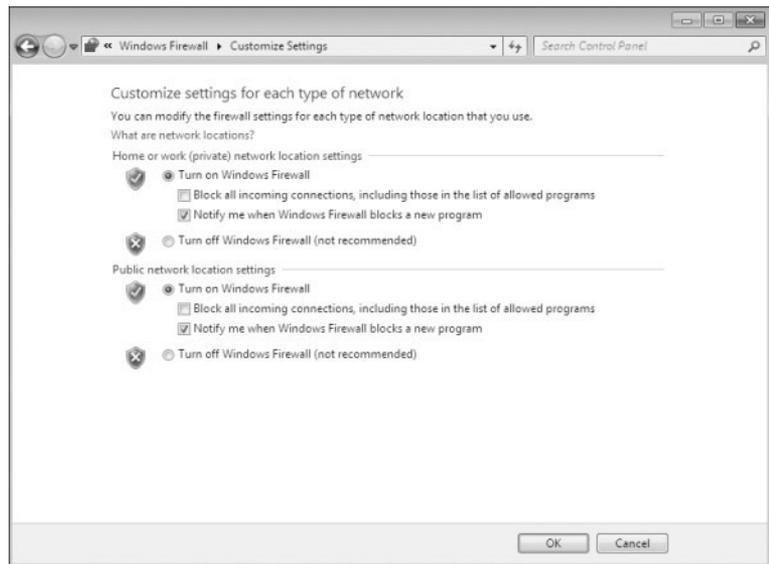 « Windows Firewall ▸ Customize Settings
Search Control Panel
Customize settings for each type of network
You can modify the firewall settings for each type of network location that you use.
What are network locations?
Home or work (private) network location settings
Turn on Windows Firewall
Block all incoming connections, including those in the list of allowed programs
Notify me when Windows Firewall blocks a new program
Turn off Windows Firewall (not recommended)
Public network location settings
Turn on Windows Firewall
Block all incoming connections, including those in the list of allowed programs
Notify me when Windows Firewall blocks a new program
Turn off Windows Firewall (not recommended)
OK
Cancel